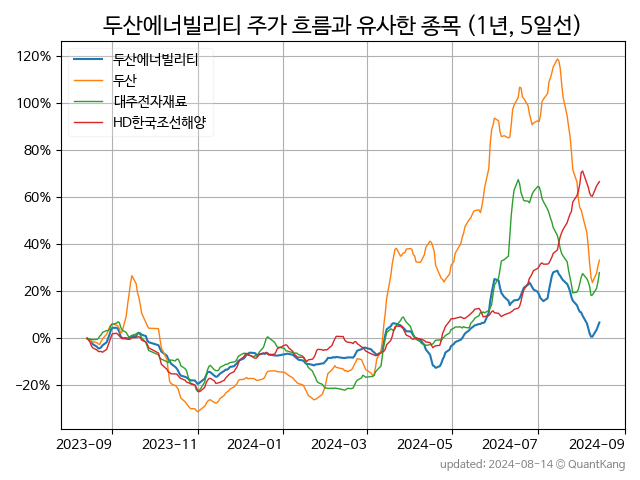 두산에너빌리티 주가 흐름과 유사한 종목 (1년, 5일선)
두산에너빌리티
두산
대주전자재료
HD한국조선해양
120%
100%
80%
60%
40%
20%
0%
−20%
2023−09
2023−11
2024−01
2024−03
2024−05
2024−07
2024−09
updated: 2024−08−14 © QuantKang